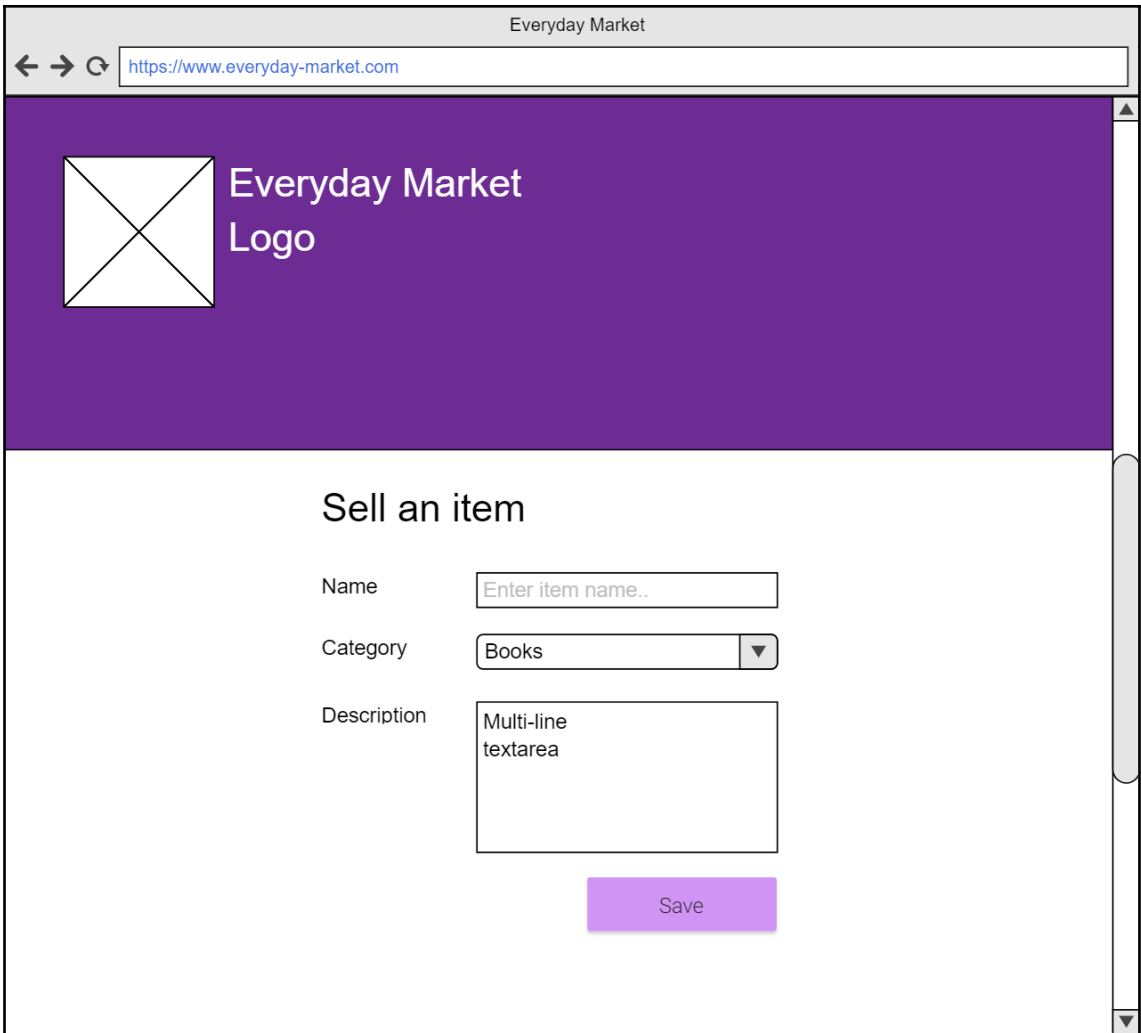 Everyday Market
https://www.everyday-market.com
Everyday Market
Logo
Sell an item
Name
Enter item name..
Category
Books
Description
Multi-line
textarea
Save